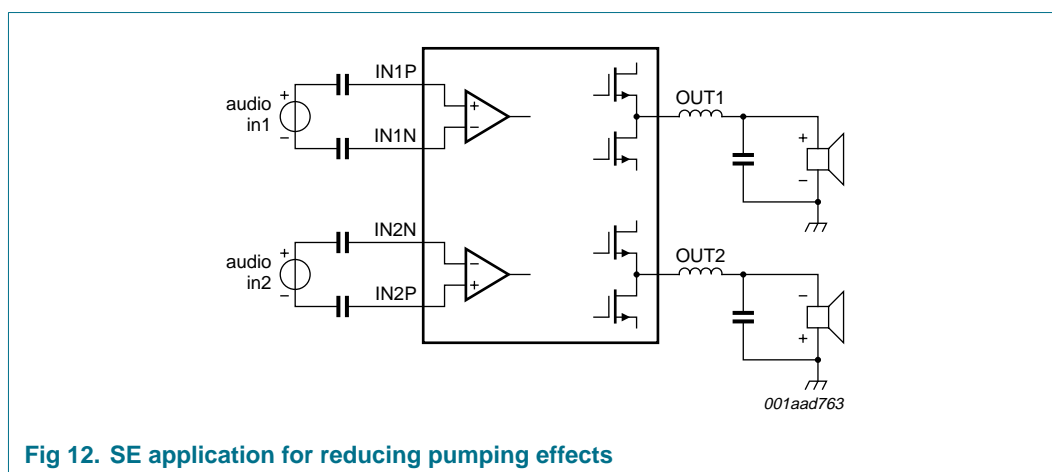 IN1P
OUT1
+
audio
in1
−
+
−
+
−
IN1N
IN2N
OUT2
+
audio
in2
−
−
+
−
+
IN2P
001aad763
Fig 12. SE application for reducing pumping effects